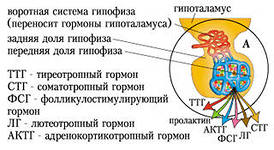 воротная система гипофиза
(переносит гормоны гипоталамуса)
задняя доля гипофиза
передняя доля гипофиза
ТТГ - тиреотропный гормон
СТГ - соматотропный гормон
ФСГ - фолликулостимулирующий
гормон
ЛГ - лютеотропный гормон
АКТГ - адренокортикотропный гормон
гипоталамус
А
ТТГ
пролактин
АКТГ
ФСГ
ЛГ
СТГ